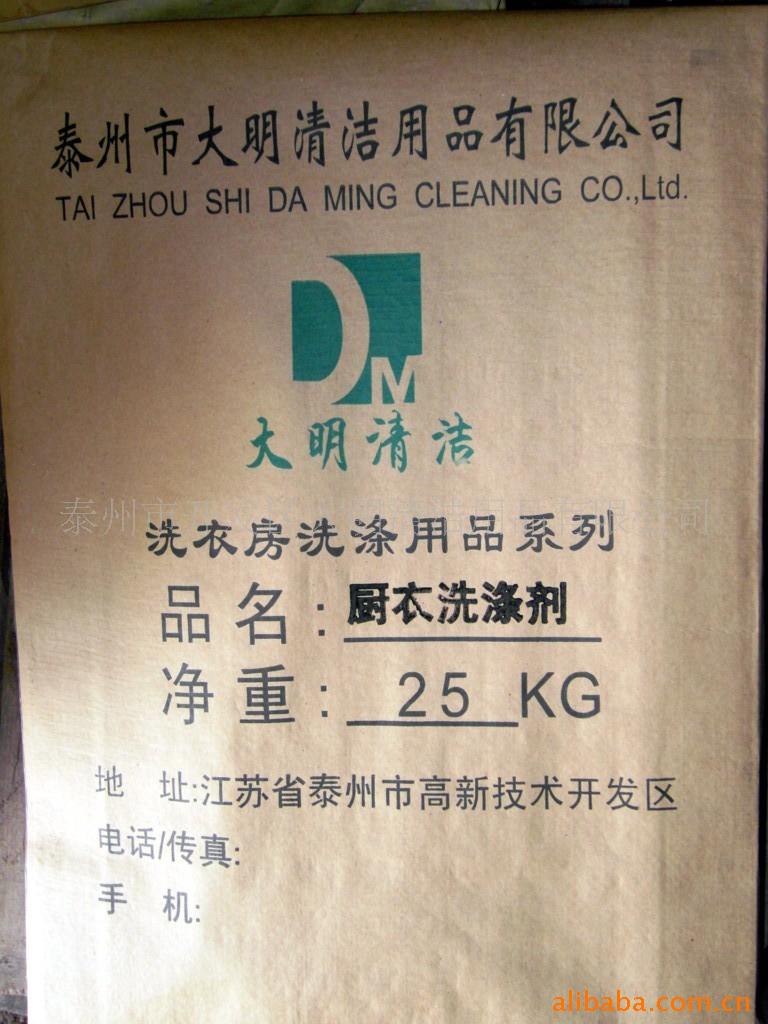 泰州市大明清洁用品有限公司
TAI ZHOU SHI DA MING CLEANING CO.,Ltd.
DM
大明清洁
洗衣房洗涤用品系列
品名:厨衣洗涤剂
净重: 25 KG
地 址:江苏省泰州市高新技术开发区
电话/传真:
手 机:
alibaba.com.cn